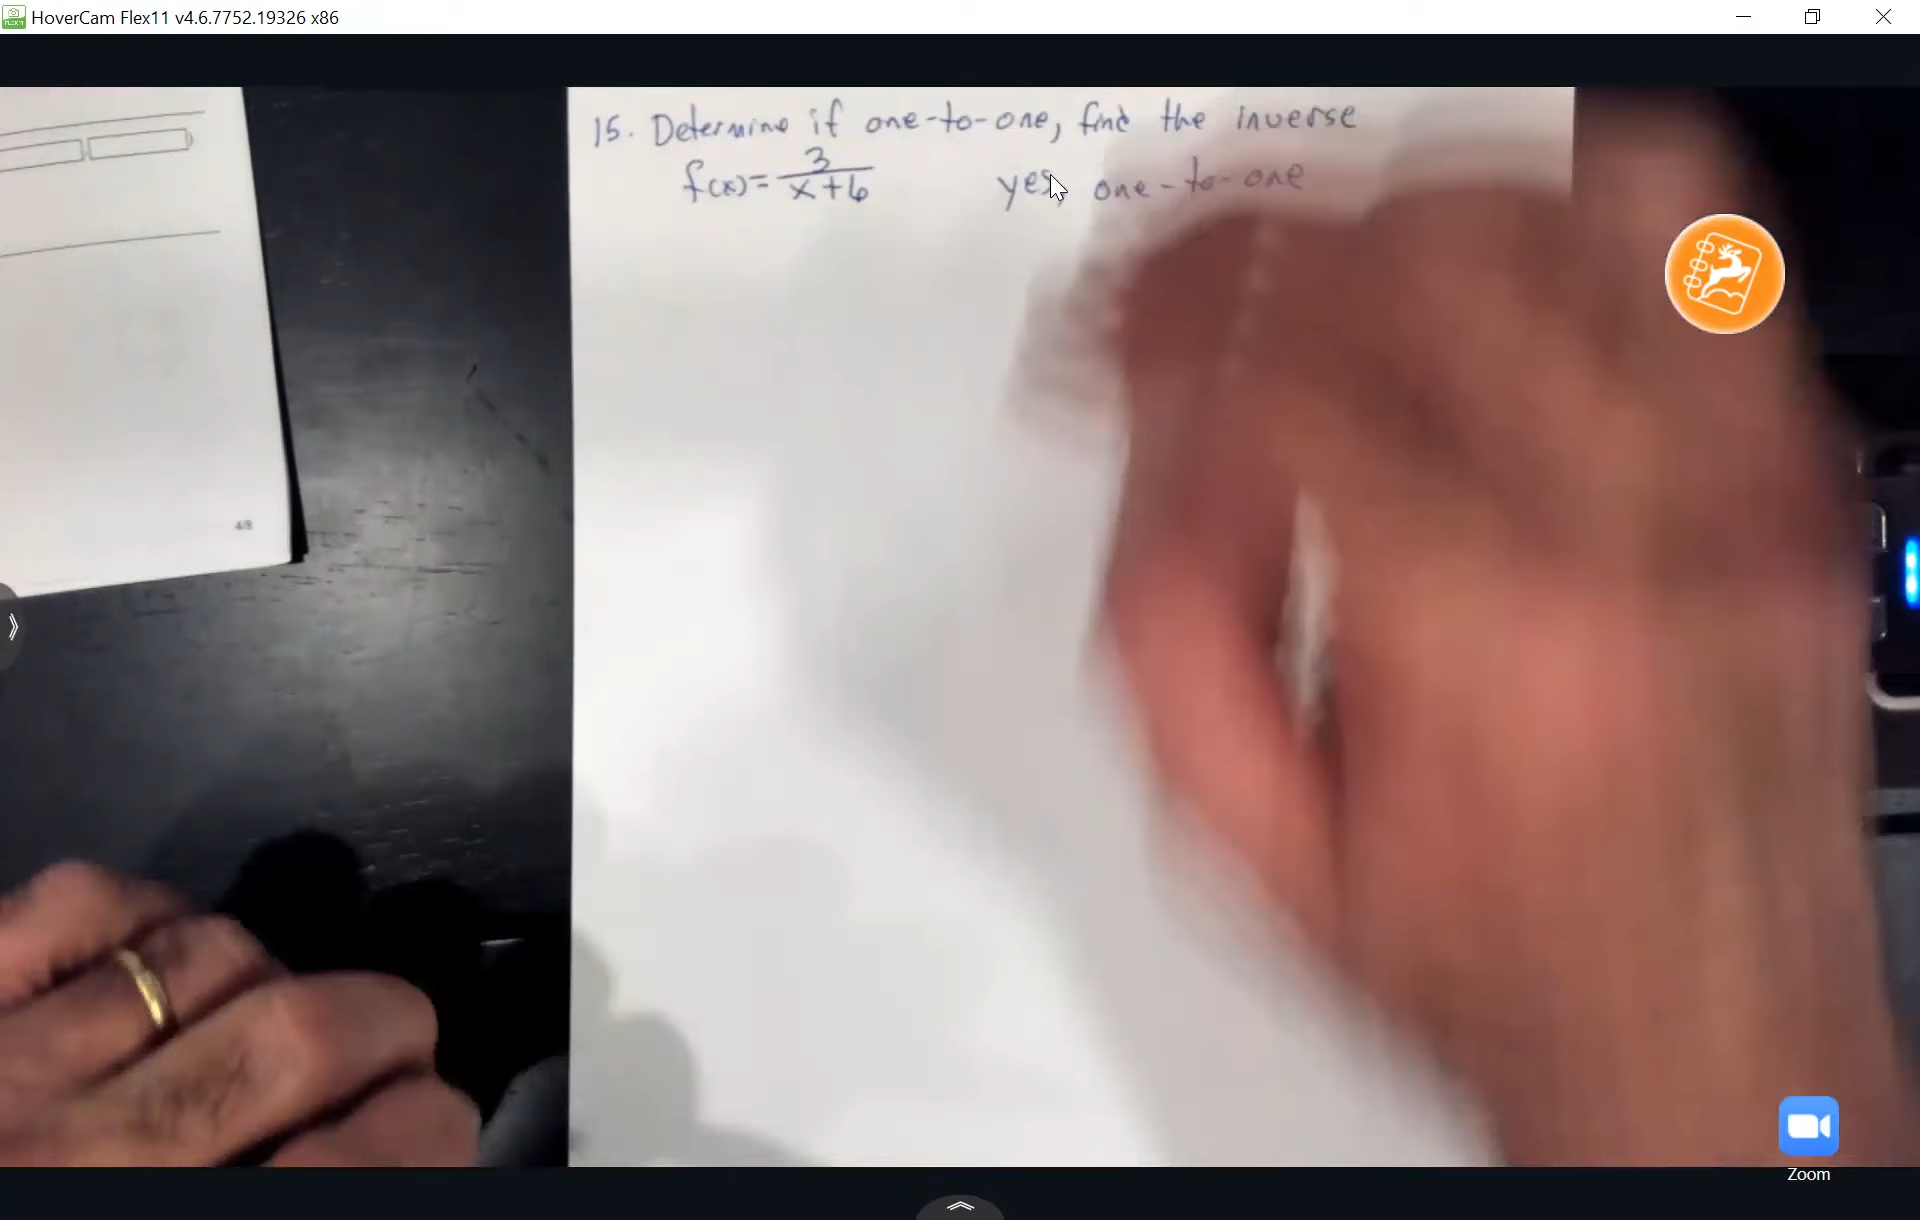 HoverCam Flex11 v4.6.7752.19326 x86
15. Determine if one-to-one, find the inverse
f(x) = 3/(x+6) yes, one-to-one
48
Zoom